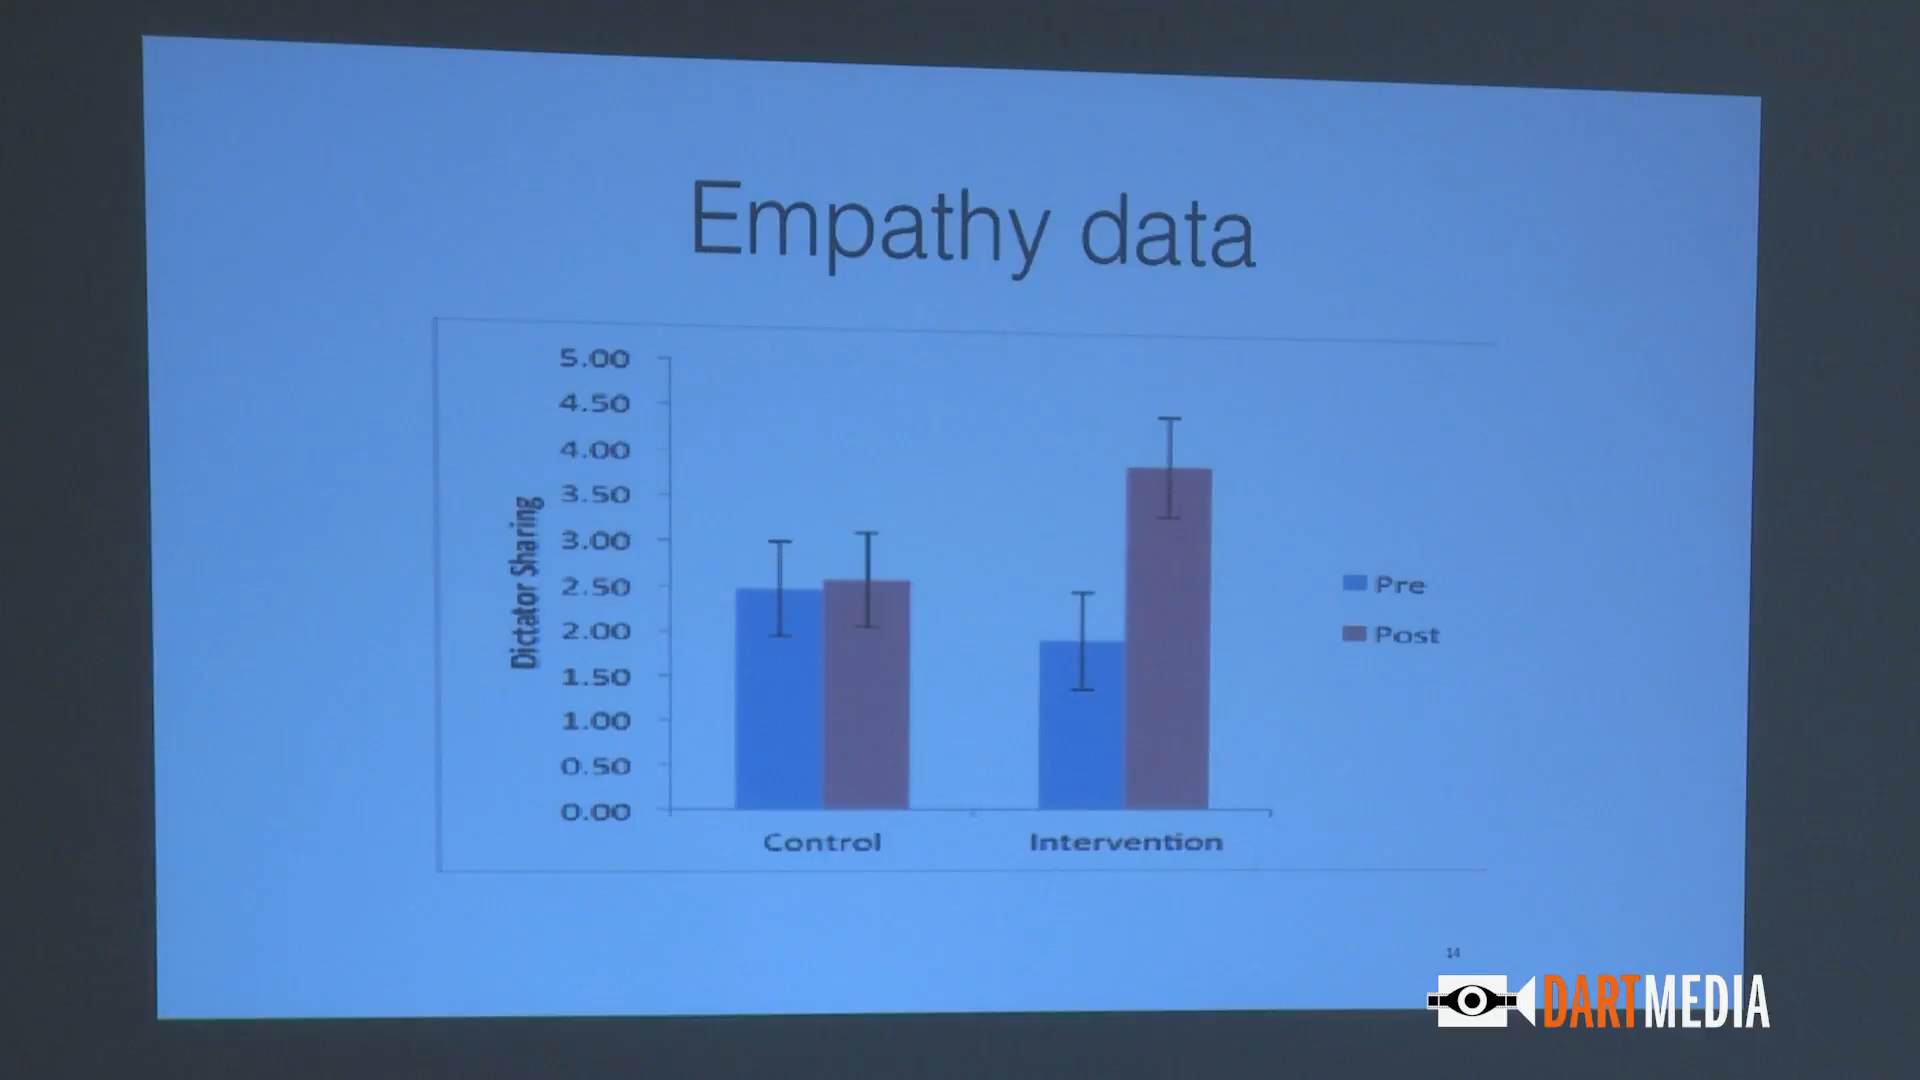 Empathy data
5.00
4.50
4.00
3.50
3.00
2.50
2.00
1.50
1.00
0.50
0.00
Dictator Sharing
Control
Intervention
Pre
Post
14
DARTMEDIA